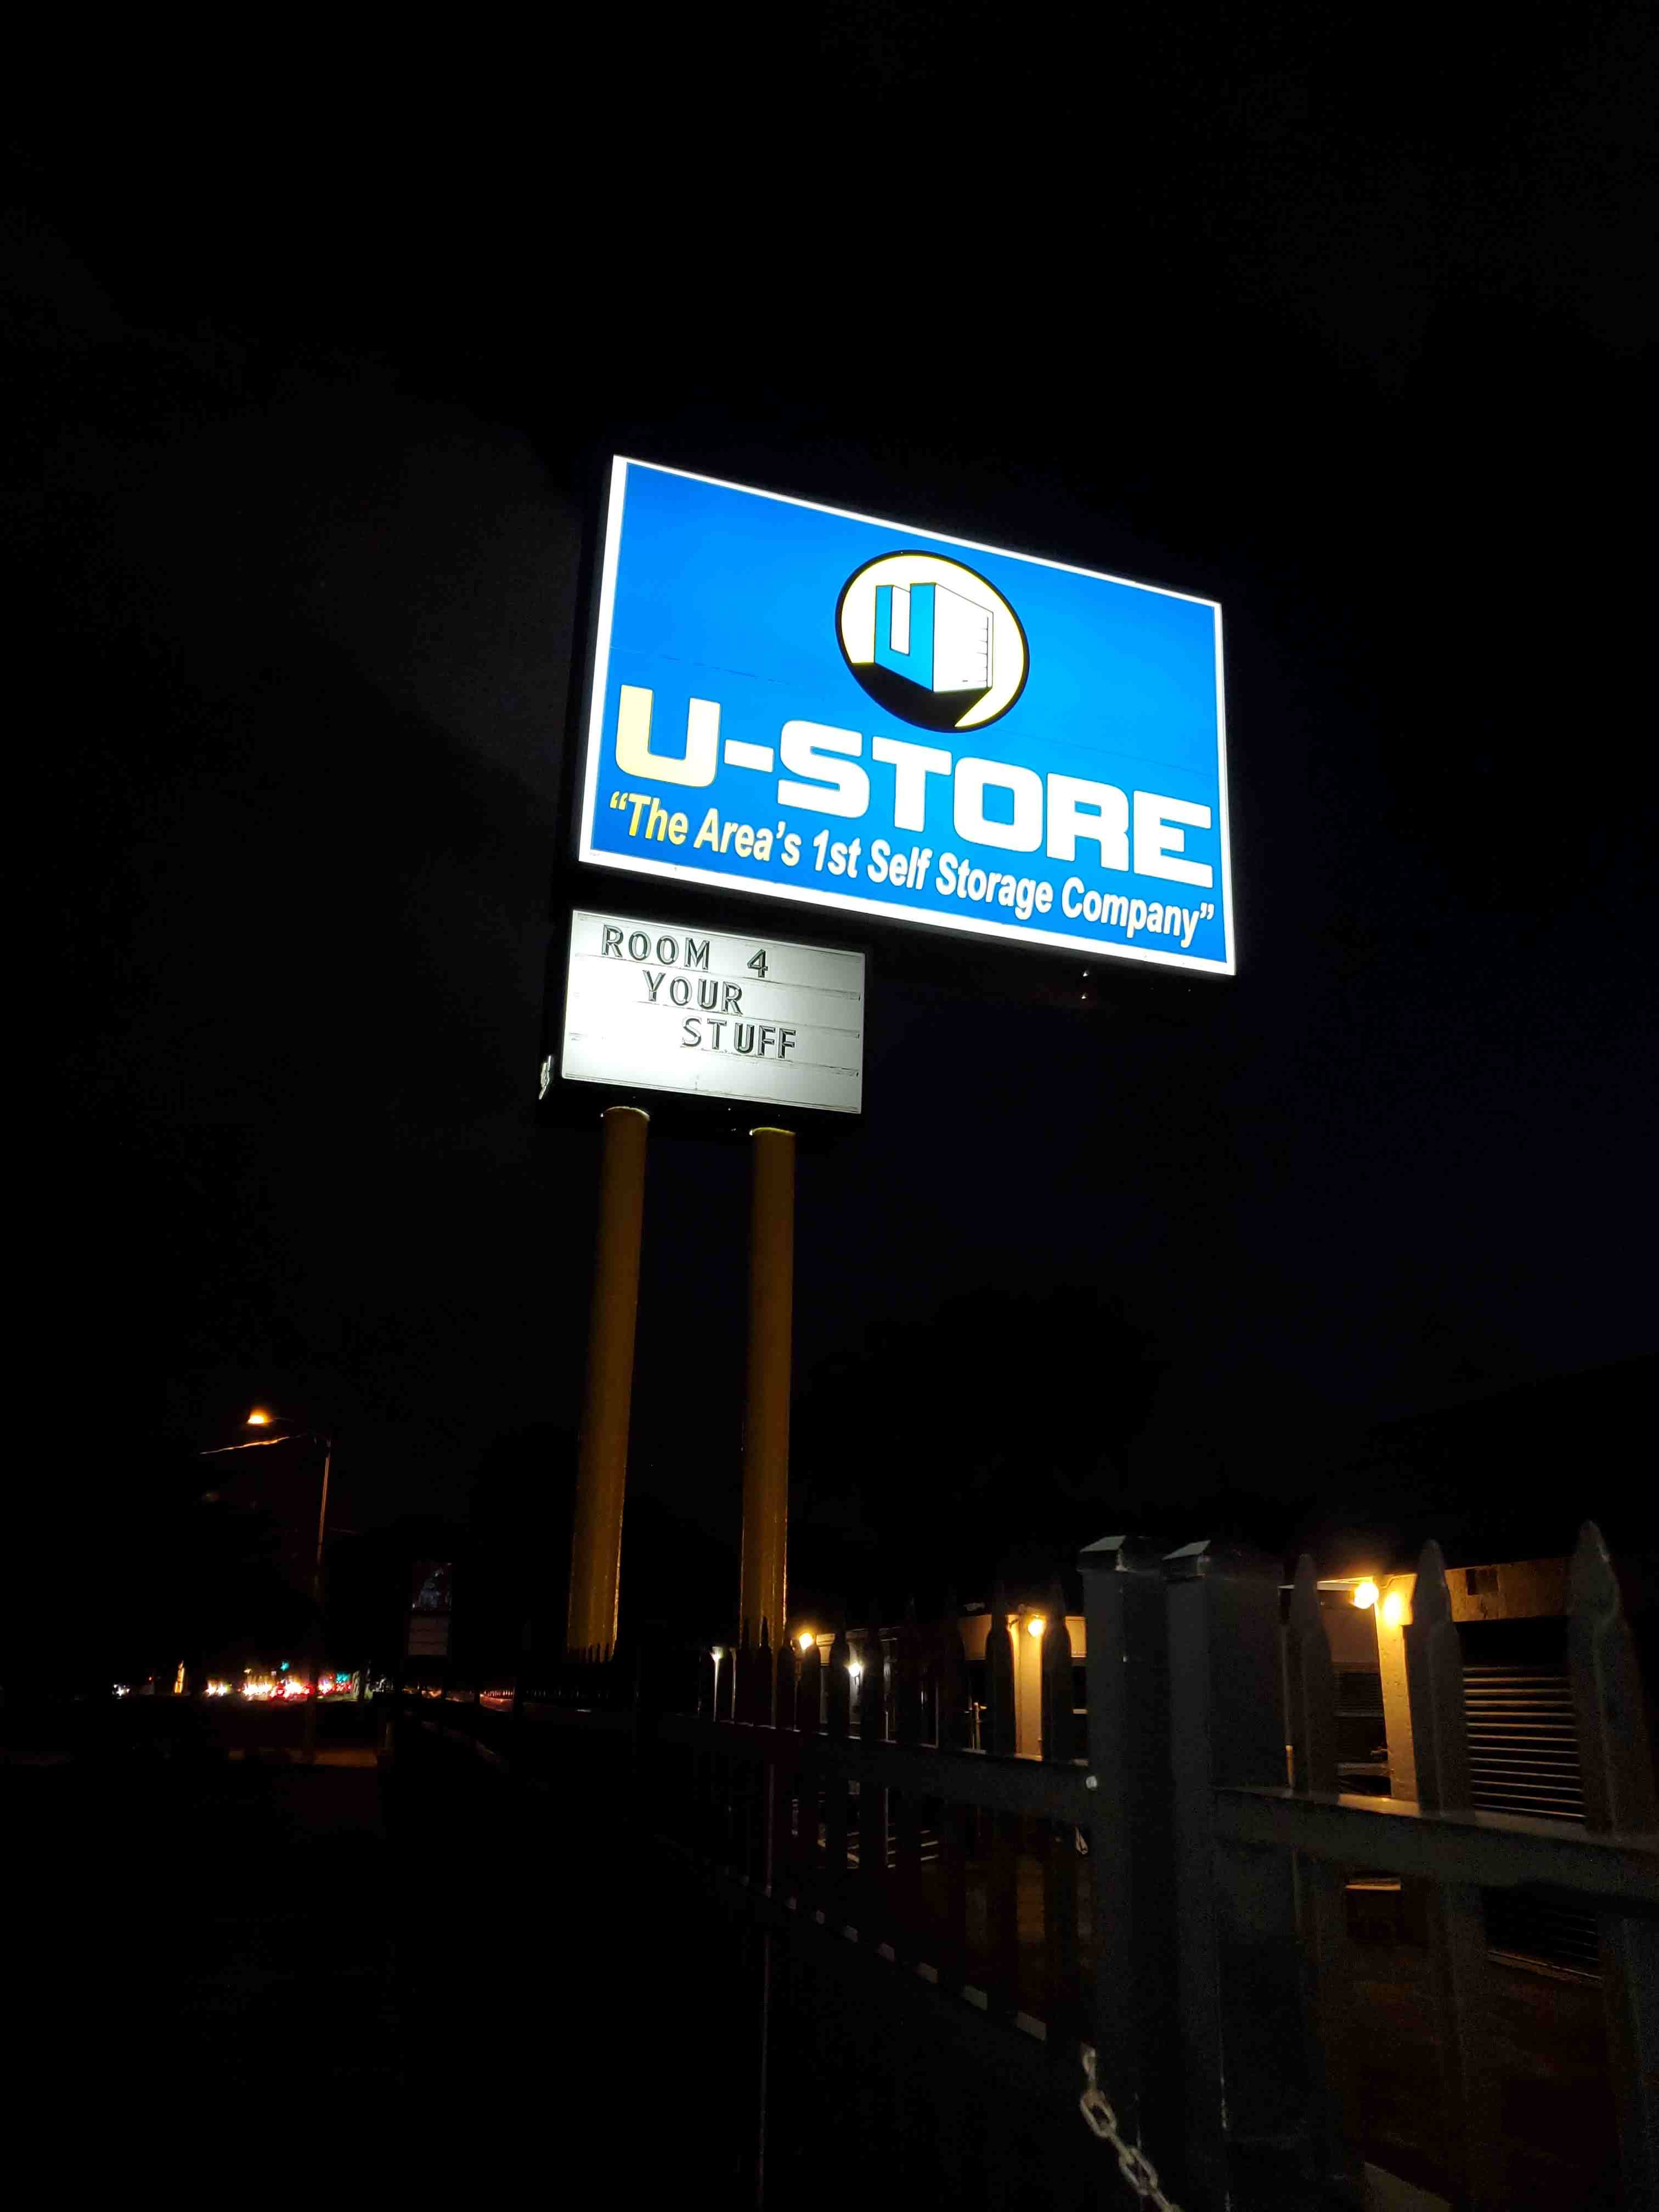 U-STORE
“The Area’s 1st Self Storage Company”
ROOM 4
YOUR
STUFF